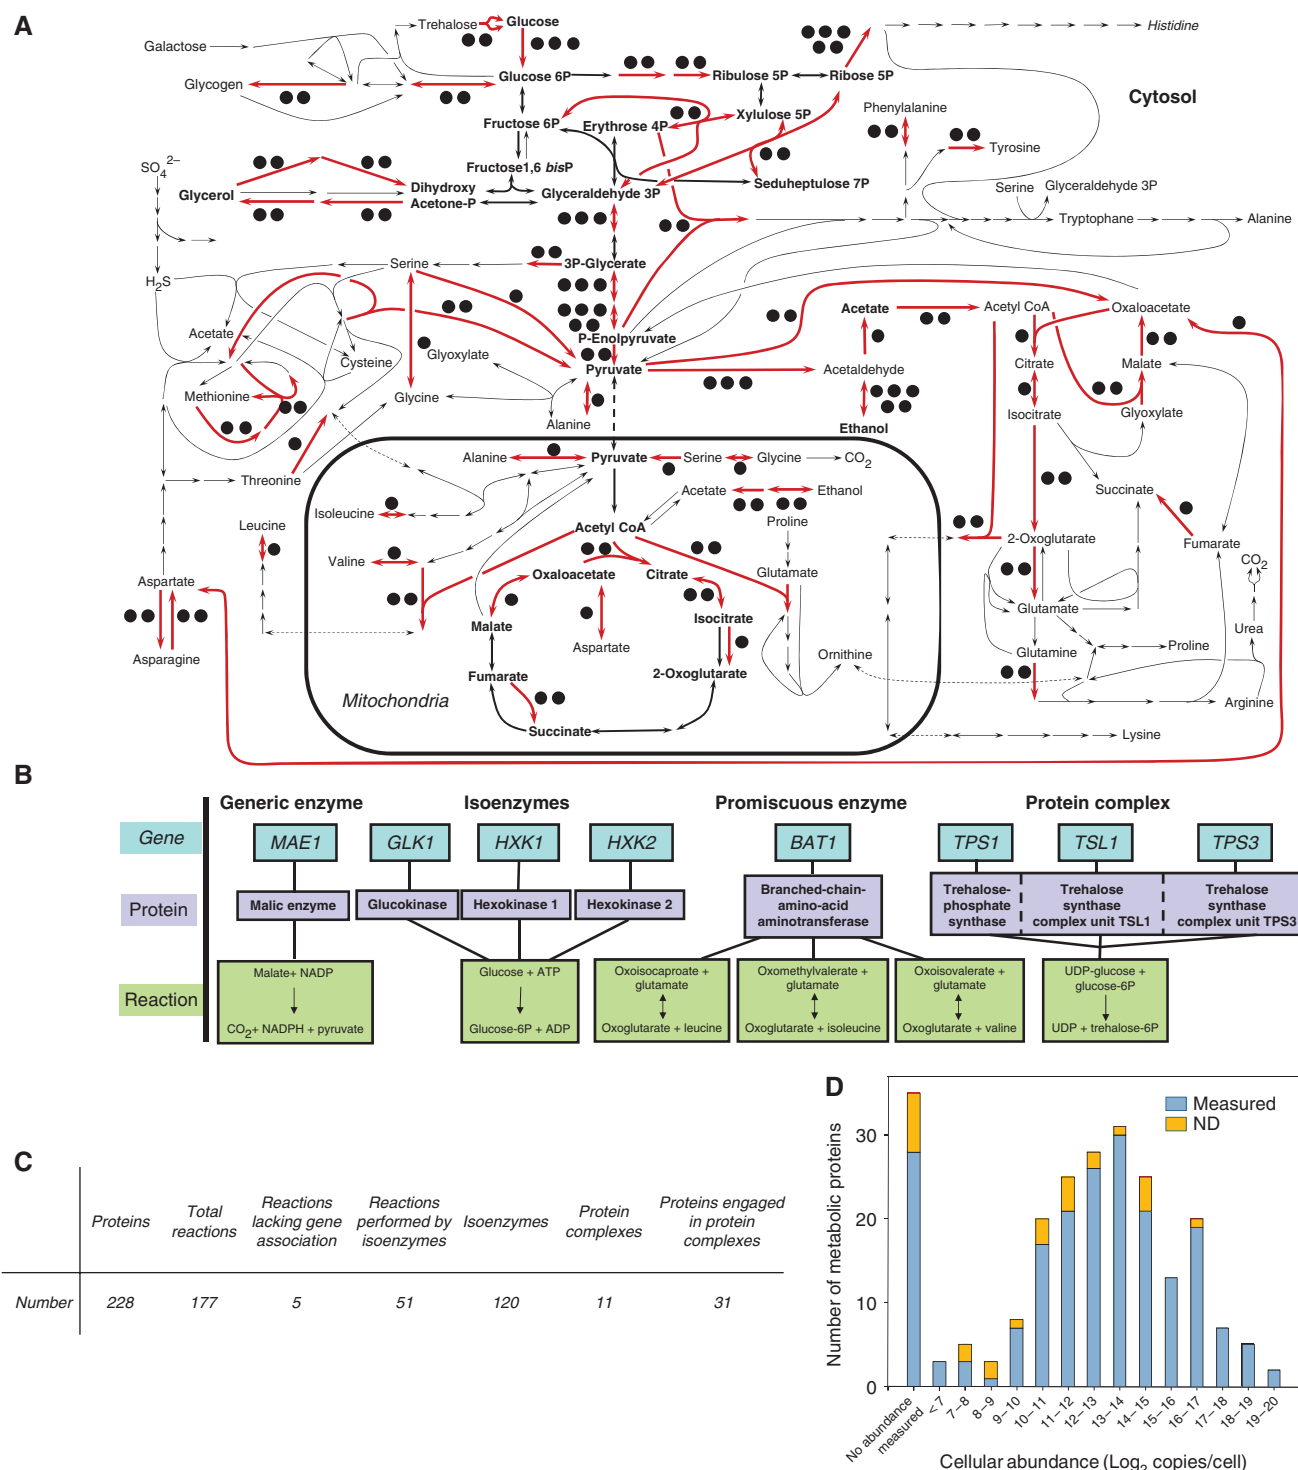 A
Trehalose
Glucose
Histidine
Galactose
Glycogen
Glucose 6P
Ribulose 5P
Ribose 5P
Cytosol
Phenylalanine
Xylulose 5P
Fructose 6P
Erythrose 4P
Tyrosine
SO4 2–
Fructose1,6 bisP
Glycerol
Dihydroxy
Acetone-P
Glyceraldehyde 3P
Seduheptulose 7P
Serine
Glyceraldehyde 3P
Tryptophane
Alanine
H2S
Serine
3P-Glycerate
Acetate
Acetyl CoA
Oxaloacetate
Acetate
P-Enolpyruvate
Cysteine
Glyoxylate
Pyruvate
Acetaldehyde
Citrate
Malate
Methionine
Glycine
Isocitrate
Glyoxylate
Alanine
Ethanol
Alanine
Pyruvate
Serine
Glycine
CO2
Threonine
Acetate
Ethanol
Succinate
Isoleucine
Leucine
Acetyl CoA
Proline
2-Oxoglutarate
Fumarate
Valine
Oxaloacetate
Citrate
Glutamate
CO2
Aspartate
Glutamate
Malate
Isocitrate
Urea
Aspartate
Asparagine
Ornithine
Glutamine
Proline
Fumarate
2-Oxoglutarate
Mitochondria
Arginine
Succinate
Lysine
B
Generic enzyme
Isoenzymes
Promiscuous enzyme
Protein complex
Gene
MAE1
GLK1
HXK1
HXK2
BAT1
TPS1
TSL1
TPS3
Protein
Malic enzyme
Glucokinase
Hexokinase 1
Hexokinase 2
Branched-chain-
amino-acid
aminotransferase
Trehalose-
phosphate
synthase
Trehalose
synthase
complex unit TSL1
Trehalose
synthase
complex unit TPS3
Reaction
Malate+ NADP
CO2+ NADPH + pyruvate
Glucose + ATP
Glucose-6P + ADP
Oxoisocaproate +
glutamate
Oxoglutarate + leucine
Oxomethylvalerate +
glutamate
Oxoglutarate + isoleucine
Oxoisovalerate +
glutamate
Oxoglutarate + valine
UDP-glucose +
glucose-6P
UDP + trehalose-6P
C
Proteins
Total
reactions
Reactions
lacking gene
association
Reactions
performed by
isoenzymes
Isoenzymes
Protein
complexes
Proteins engaged
in protein
complexes
Number 228 177 5 51 120 11 31
D
Measured
ND
Number of metabolic proteins
30
20
10
0
No abundance
measured
<7
7–8
8–9
9–10
10–11
11–12
12–13
13–14
14–15
15–16
16–17
17–18
18–19
19–20
Cellular abundance (Log2 copies/cell)